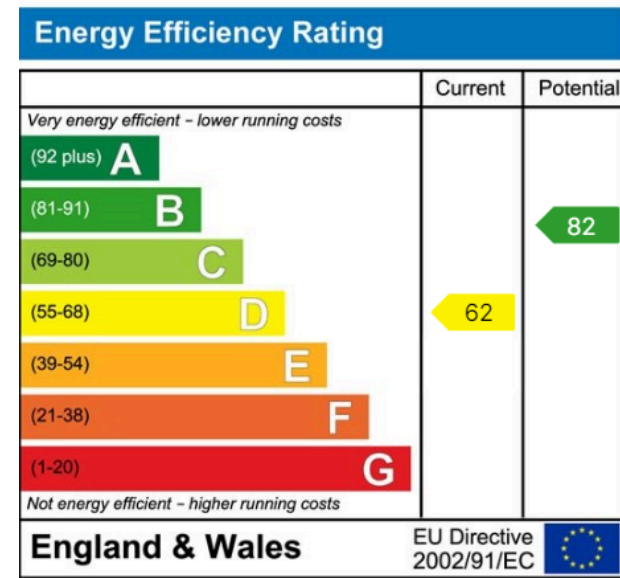 Energy Efficiency Rating
Current Potential
Very energy efficient – lower running costs
(92 plus) A
(81-91) B
82
(69-80) C
(55-68) D
62
(39-54) E
(21-38) F
(1-20) G
Not energy efficient – higher running costs
England & Wales
EU Directive
2002/91/EC